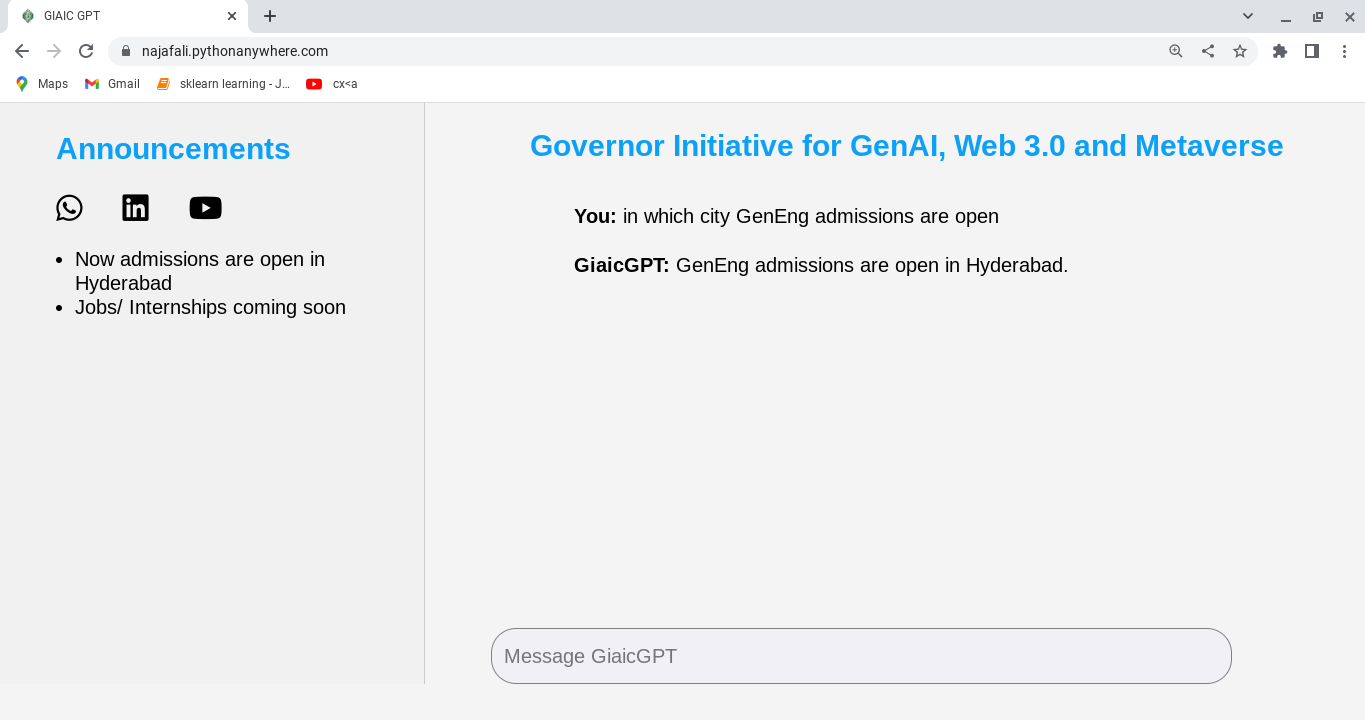 GIAIC GPT
najafali.pythonanywhere.com
Maps
Gmail
sklearn learning - J...
cx<a
Announcements
Now admissions are open in
Hyderabad
Jobs/ Internships coming soon
Governor Initiative for GenAI, Web 3.0 and Metaverse
You: in which city GenEng admissions are open
GiaicGPT: GenEng admissions are open in Hyderabad.
Message GiaicGPT